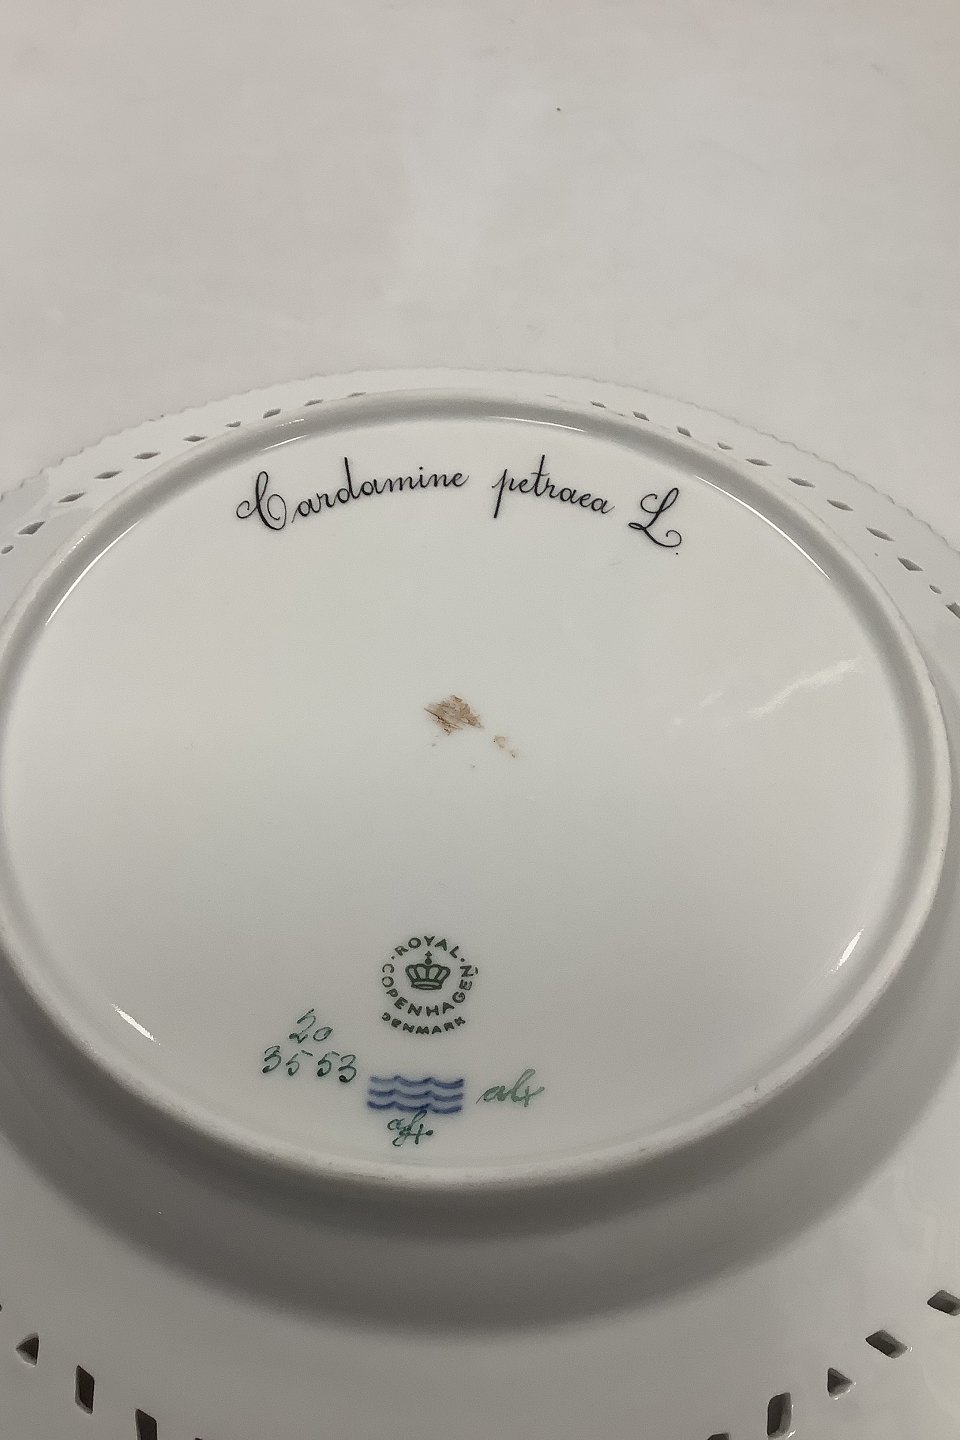 Cardamine petraea L.
ROYAL COPENHAGEN
DENMARK
20
3553